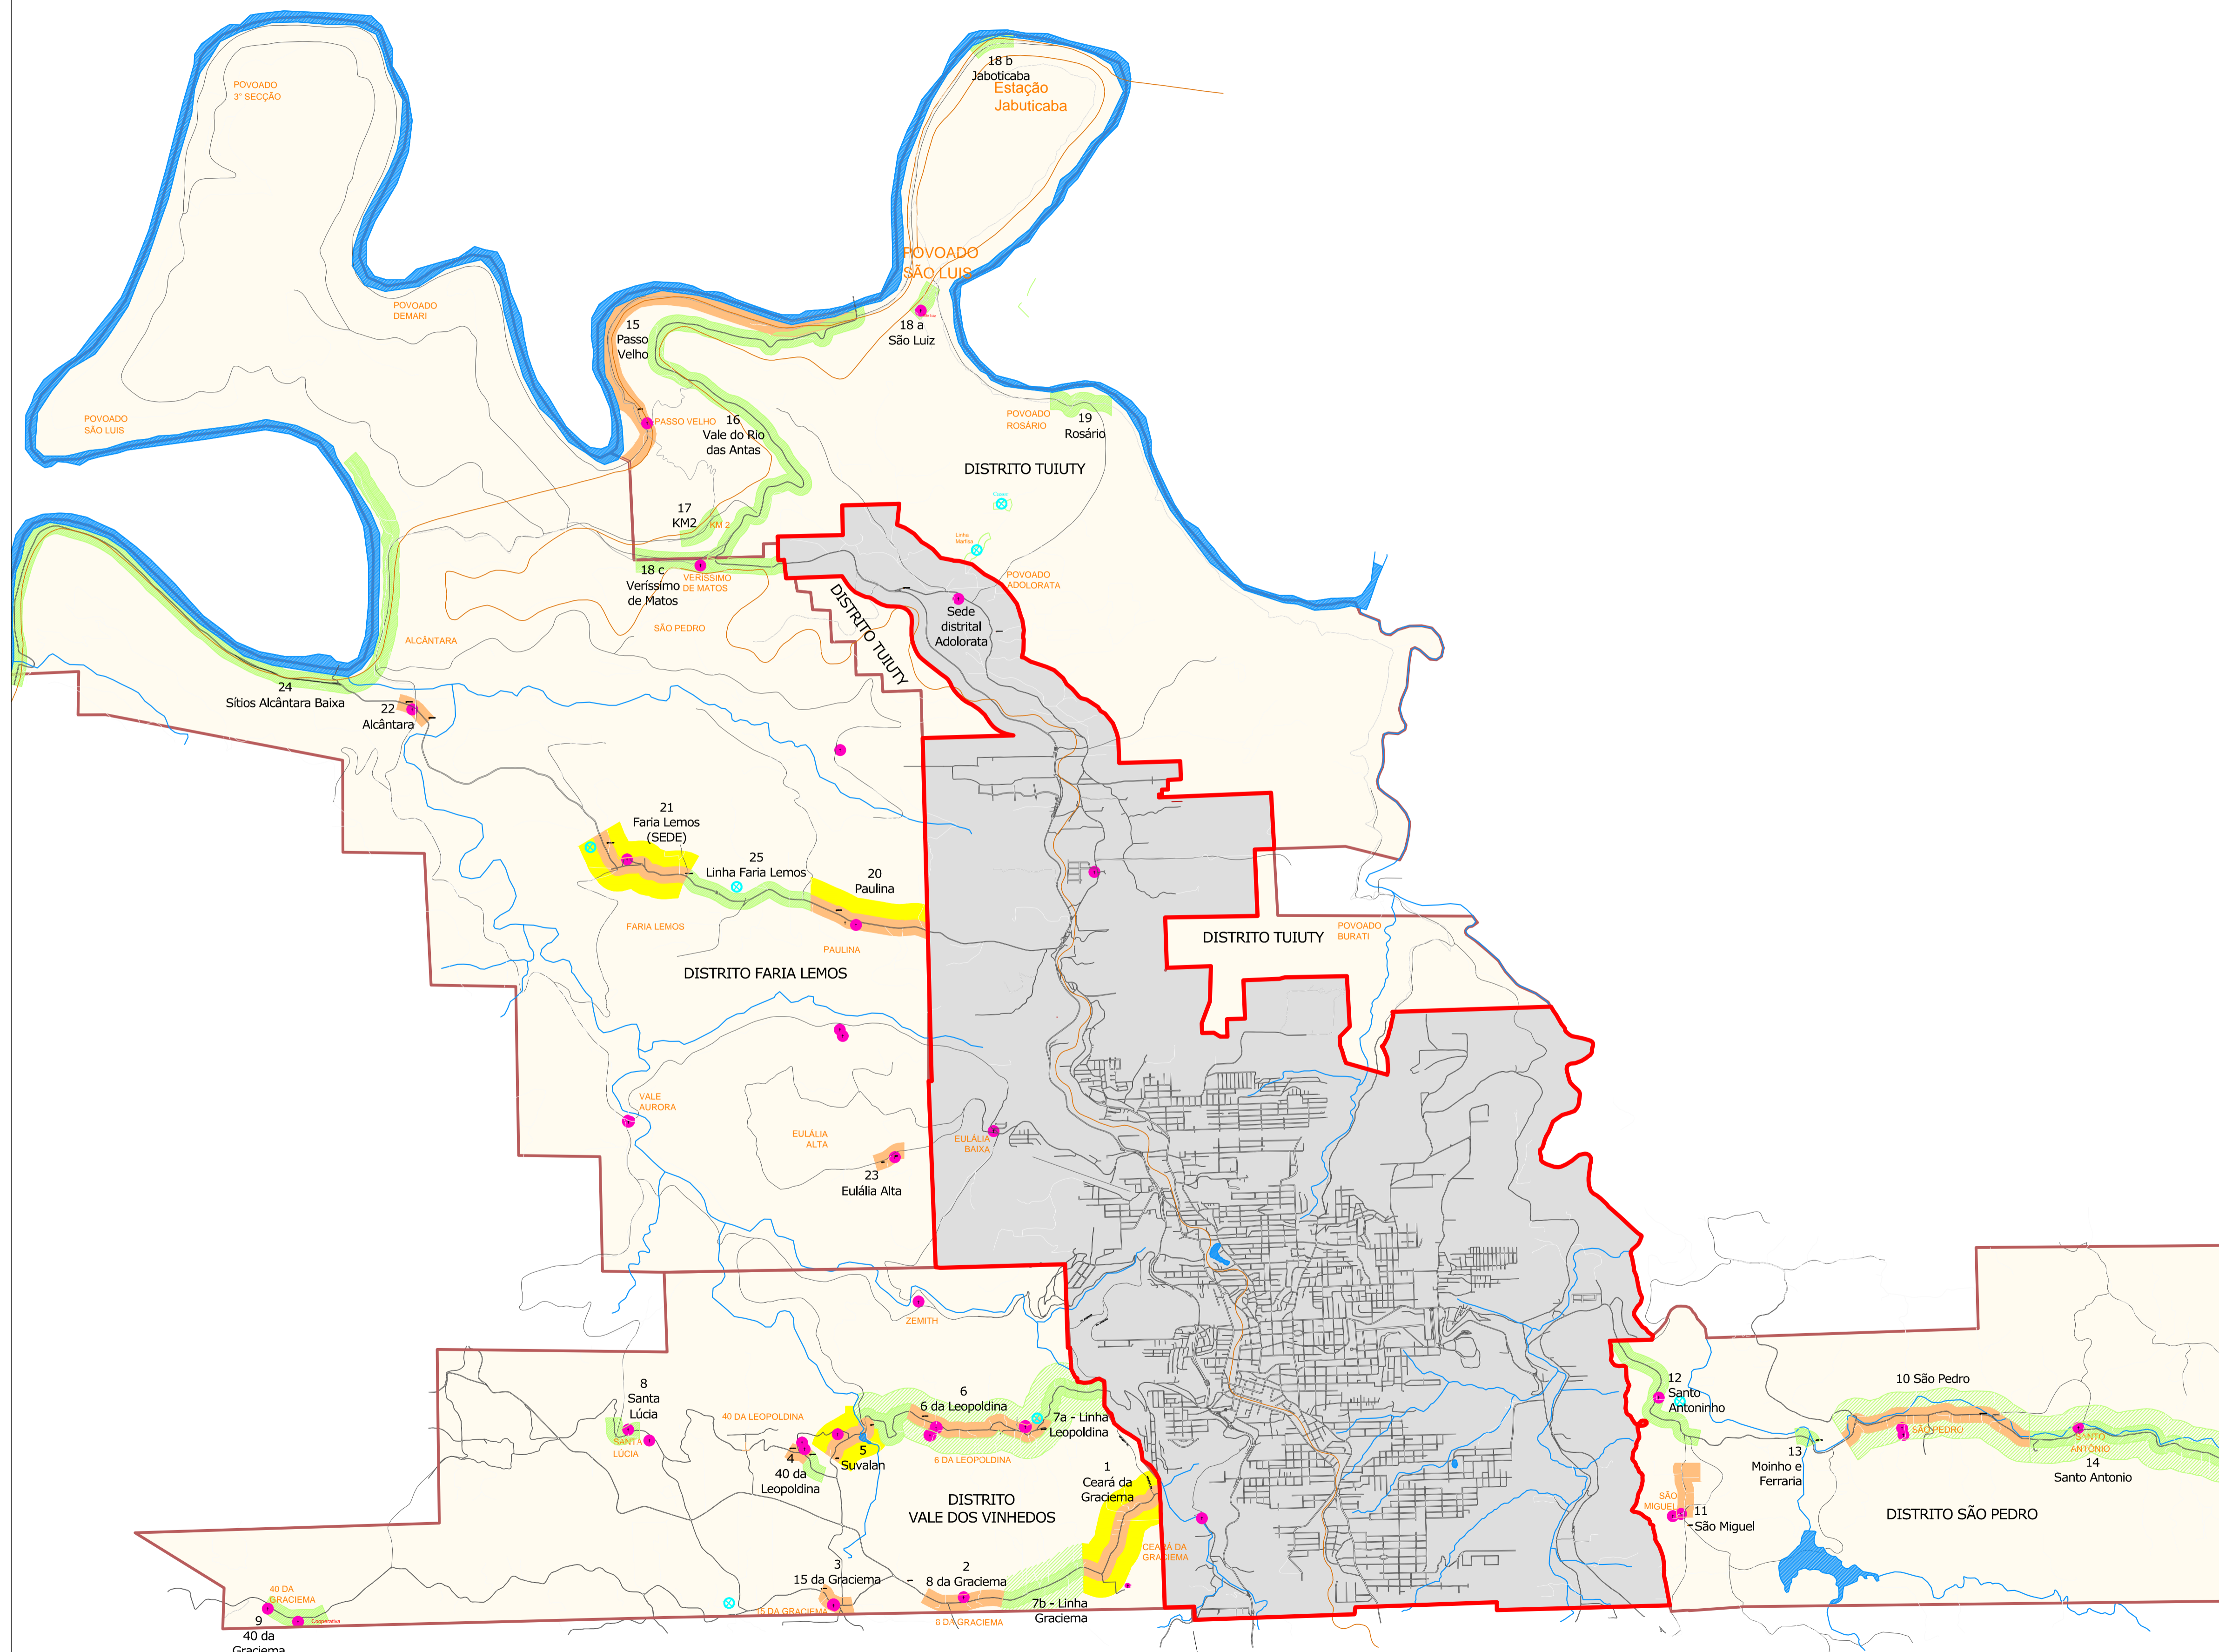 18 b
Jaboticaba
Estação
Jabuticaba
POVOADO
3° SECÇÃO
POVOADO
SÃO LUIS
POVOADO
DEMARI
15
Passo
Velho
18 a
São Luiz
POVOADO
SÃO LUIS
PASSO VELHO
16
Vale do Rio
das Antas
POVOADO
ROSÁRIO
19
Rosário
DISTRITO TUIUTY
17
KM2
KM 2
Linha
Marfisa
18 c
Veríssimo
de Matos
VERISSIMO
DE MATOS
POVOADO
ADOLORATA
Sede
distrital
Adolorata
DISTRITO TUIUTY
SÃO PEDRO
ALCÂNTARA
24
Sítios Alcântara Baixa
22
Alcântara
21
Faria Lemos
(SEDE)
25
Linha Faria Lemos
20
Paulina
FARIA LEMOS
PAULINA
DISTRITO FARIA LEMOS
DISTRITO TUIUTY
POVOADO
BURATI
VALE
AURORA
EULÁLIA
ALTA
EULÁLIA
BAIXA
23
Eulália Alta
ZEMITH
8
Santa
Lúcia
SANTA
LÚCIA
40 DA LEOPOLDINA
6
6 da Leopoldina
7a - Linha
Leopoldina
6 DA LEOPOLDINA
5
Suvalan
4
40 da
Leopoldina
1
Ceará da
Graciema
DISTRITO
VALE DOS VINHEDOS
CEARÁ DA
GRACIEMA
3
15 da Graciema
15 DA GRACIEMA
2
8 da Graciema
8 DA GRACIEMA
7b - Linha
Graciema
40 DA
GRACIEMA
Cooperativa
9
40 da
Graciema
12
Santo
Antoninho
10 São Pedro
SÃO PEDRO
SANTO
ANTÔNIO
13
Moinho e
Ferraria
14
Santo Antonio
SÃO
MIGUEL
11
São Miguel
DISTRITO SÃO PEDRO